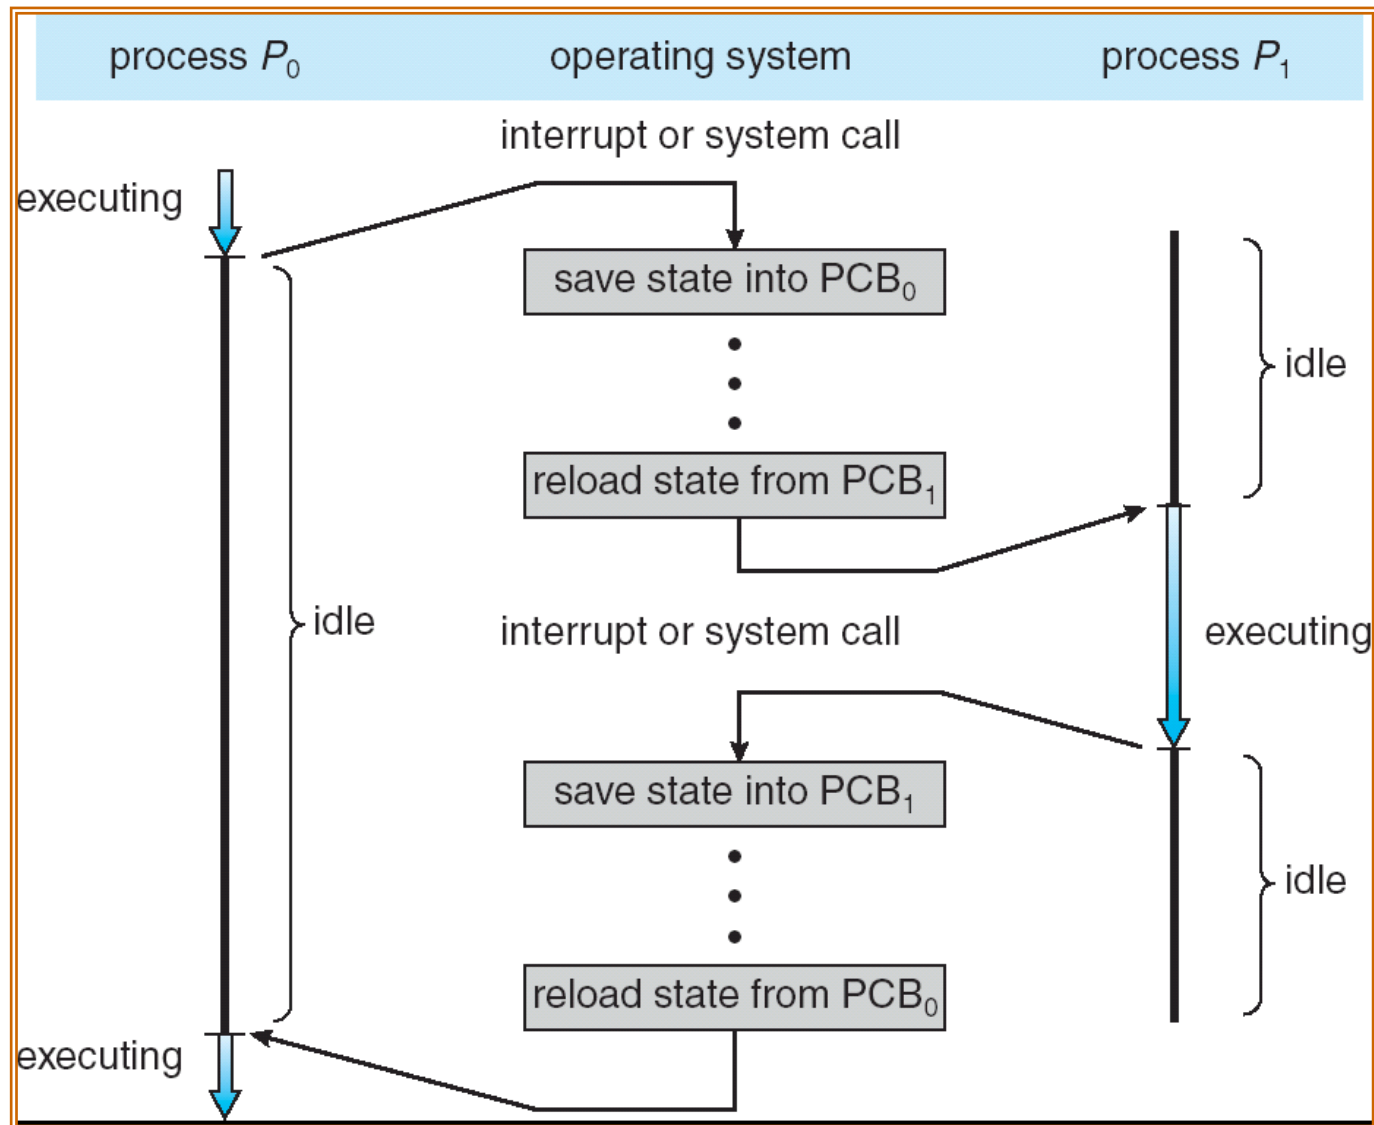 process P₀ operating system process P₁
interrupt or system call
executing
save state into PCB₀
idle
reload state from PCB₁
idle
interrupt or system call
executing
save state into PCB₁
idle
reload state from PCB₀
executing